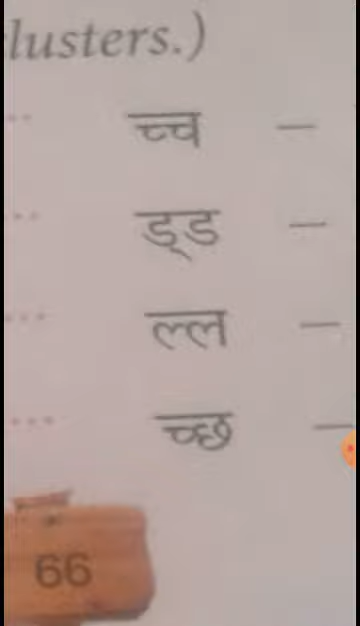 lusters.)
.. च्च –
.. ड्ड –
... ल्ल –
... च्छ –
66